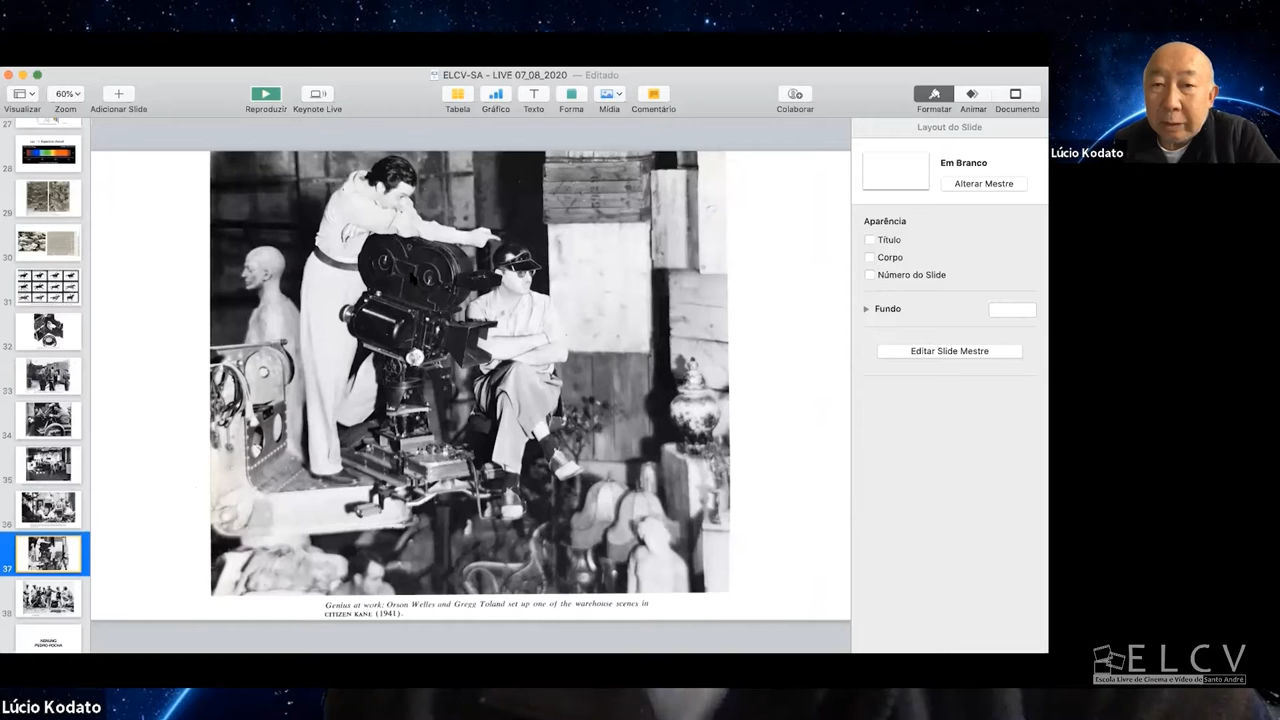 ELCV-SA - LIVE 07_08_2020 — Editado
Visualizar
60%
Zoom
Adicionar Slide
Reproduzir
Keynote Live
Tabela
Gráfico
Texto
Forma
Mídia
Comentário
Colaborar
Formatar
Animar
Documento
27
28
29
30
31
32
33
34
35
36
37
38
NENUNG
PEDRO ROCHA
Genius at work: Orson Welles and Gregg Toland set up one of the warehouse scenes in
CITIZEN KANE (1941).
Layout do Slide
Em Branco
Alterar Mestre
Aparência
Título
Corpo
Número do Slide
Fundo
Editar Slide Mestre
Lúcio Kodato
ELCV
Escola Livre de Cinema e Vídeo de Santo André
Lúcio Kodato